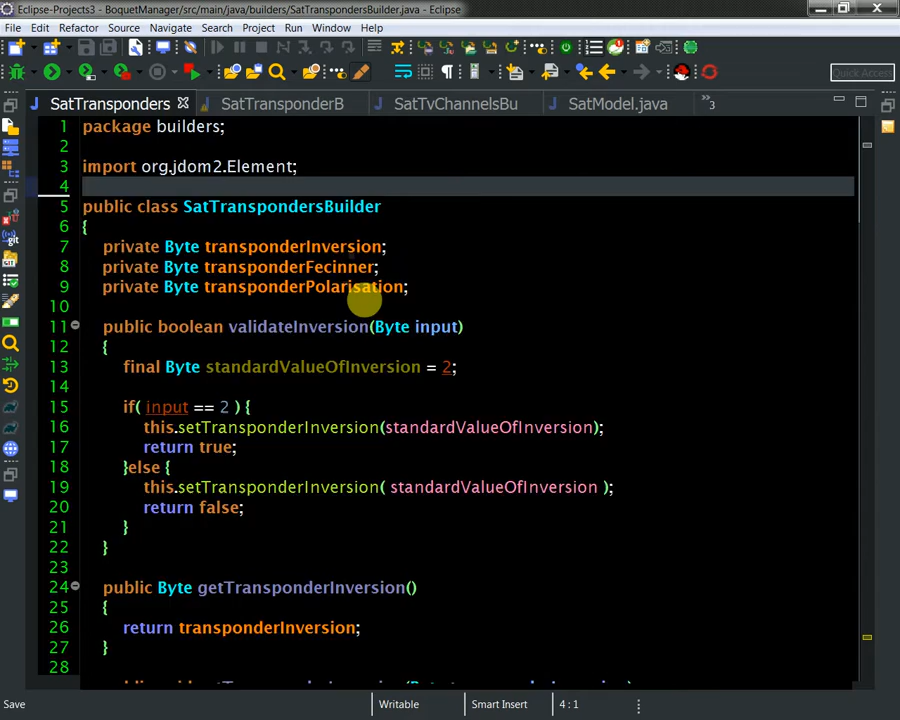 Eclipse-Projects3 - BoquetManager/src/main/java/builders/SatTranspondersBuilder.java - Eclipse
File Edit Refactor Source Navigate Search Project Run Window Help
Quick Access
SatTransponders SatTransponderB SatTvChannelsBu SatModel.java »3
1 package builders;
2
3 import org.jdom2.Element;
4
5 public class SatTranspondersBuilder
6 {
7 private Byte transponderInversion;
8 private Byte transponderFecinner;
9 private Byte transponderPolarisation;
10
11 public boolean validateInversion(Byte input)
12 {
13 final Byte standardValueOfInversion = 2;
14
15 if( input == 2 ) {
16 this.setTransponderInversion(standardValueOfInversion);
17 return true;
18 }else {
19 this.setTransponderInversion( standardValueOfInversion );
20 return false;
21 }
22 }
23
24 public Byte getTransponderInversion()
25 {
26 return transponderInversion;
27 }
28
Save Writable Smart Insert 4 : 1